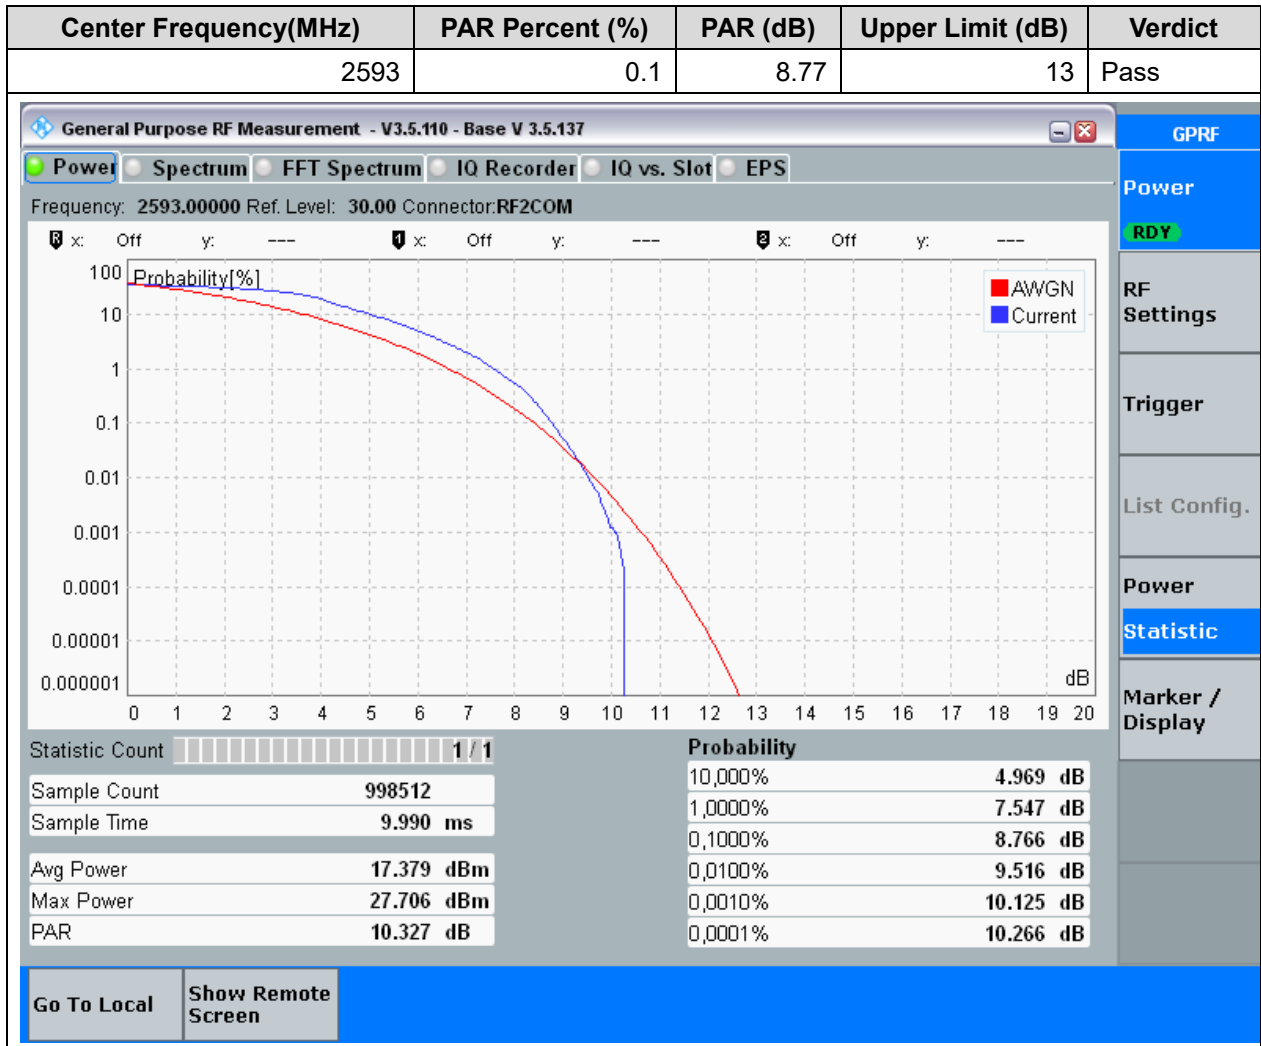 Center Frequency(MHz) PAR Percent (%) PAR (dB) Upper Limit (dB) Verdict
2593 0.1 8.77 13 Pass
General Purpose RF Measurement - V3.5.110 - Base V 3.5.137
GPRF
Power Spectrum FFT Spectrum IQ Recorder IQ vs. Slot EPS
Power
RDY
Frequency: 2593.00000 Ref. Level: 30.00 Connector:RF2COM
R x: Off y: --- 1 x: Off y: --- 2 x: Off y: ---
Probability[%]
100
10
1
0.1
0.01
0.001
0.0001
0.00001
0.000001
AWGN
Current
dB
0 1 2 3 4 5 6 7 8 9 10 11 12 13 14 15 16 17 18 19 20
RF
Settings
Trigger
List Config.
Power
Statistic
Marker /
Display
Statistic Count 1 / 1
Sample Count 998512
Sample Time 9.990 ms
Avg Power 17.379 dBm
Max Power 27.706 dBm
PAR 10.327 dB
Probability
10,000% 4.969 dB
1,0000% 7.547 dB
0,1000% 8.766 dB
0,0100% 9.516 dB
0,0010% 10.125 dB
0,0001% 10.266 dB
Go To Local
Show Remote
Screen